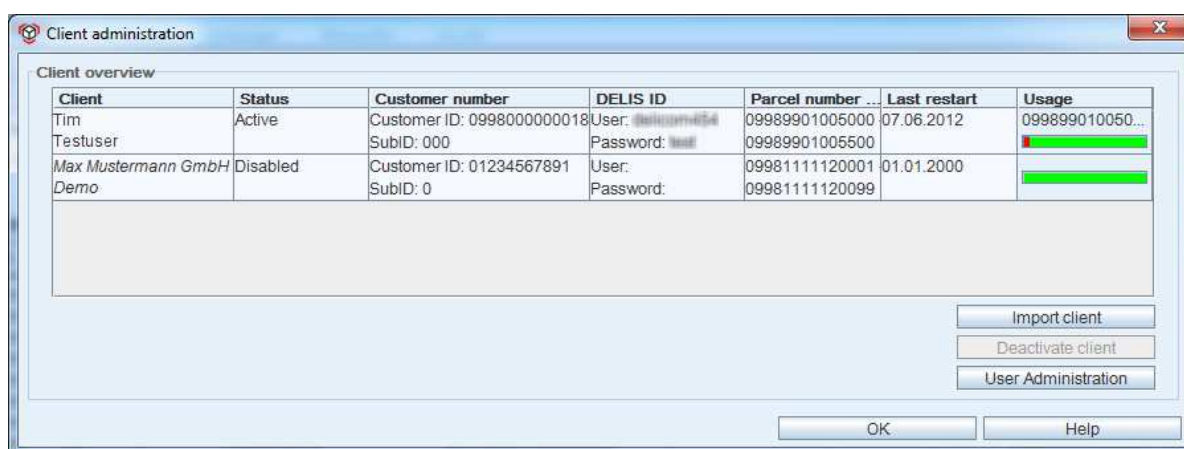 Client administration
Client overview
Client Status Customer number DELIS ID Parcel number ... Last restart Usage
Tim Active Customer ID: 0998000000018 User: 09989901005000 - 07.06.2012 099899010050...
Testuser SubID: 000 Password: 09989901005500
Max Mustermann GmbH Disabled Customer ID: 01234567891 User: 09981111120001 - 01.01.2000
Demo SubID: 0 Password: 09981111120099
Import client
Deactivate client
User Administration
OK Help